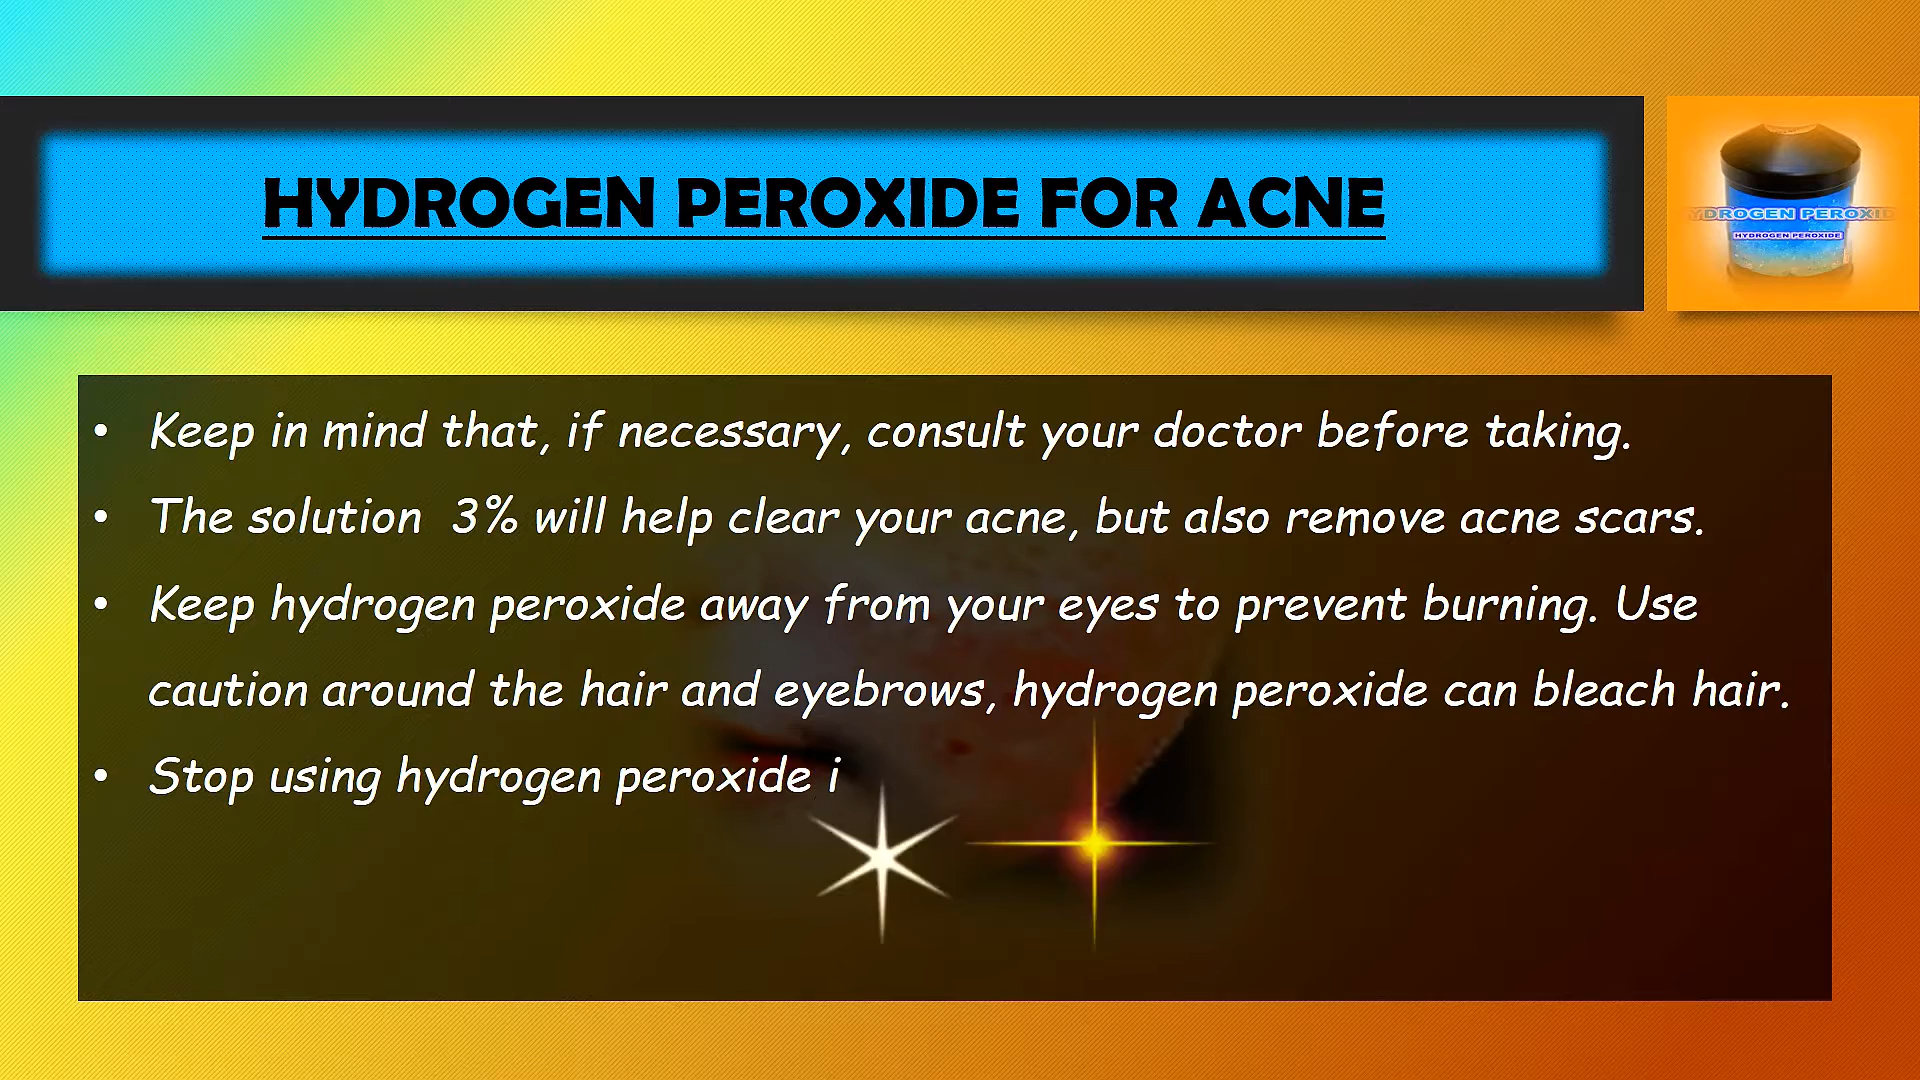 HYDROGEN PEROXIDE FOR ACNE
YDROGEN PEROXID
HYDROGEN PEROXIDE
• Keep in mind that, if necessary, consult your doctor before taking.
• The solution  3% will help clear your acne, but also remove acne scars.
• Keep hydrogen peroxide away from your eyes to prevent burning. Use
caution around the hair and eyebrows, hydrogen peroxide can bleach hair.
• Stop using hydrogen peroxide i